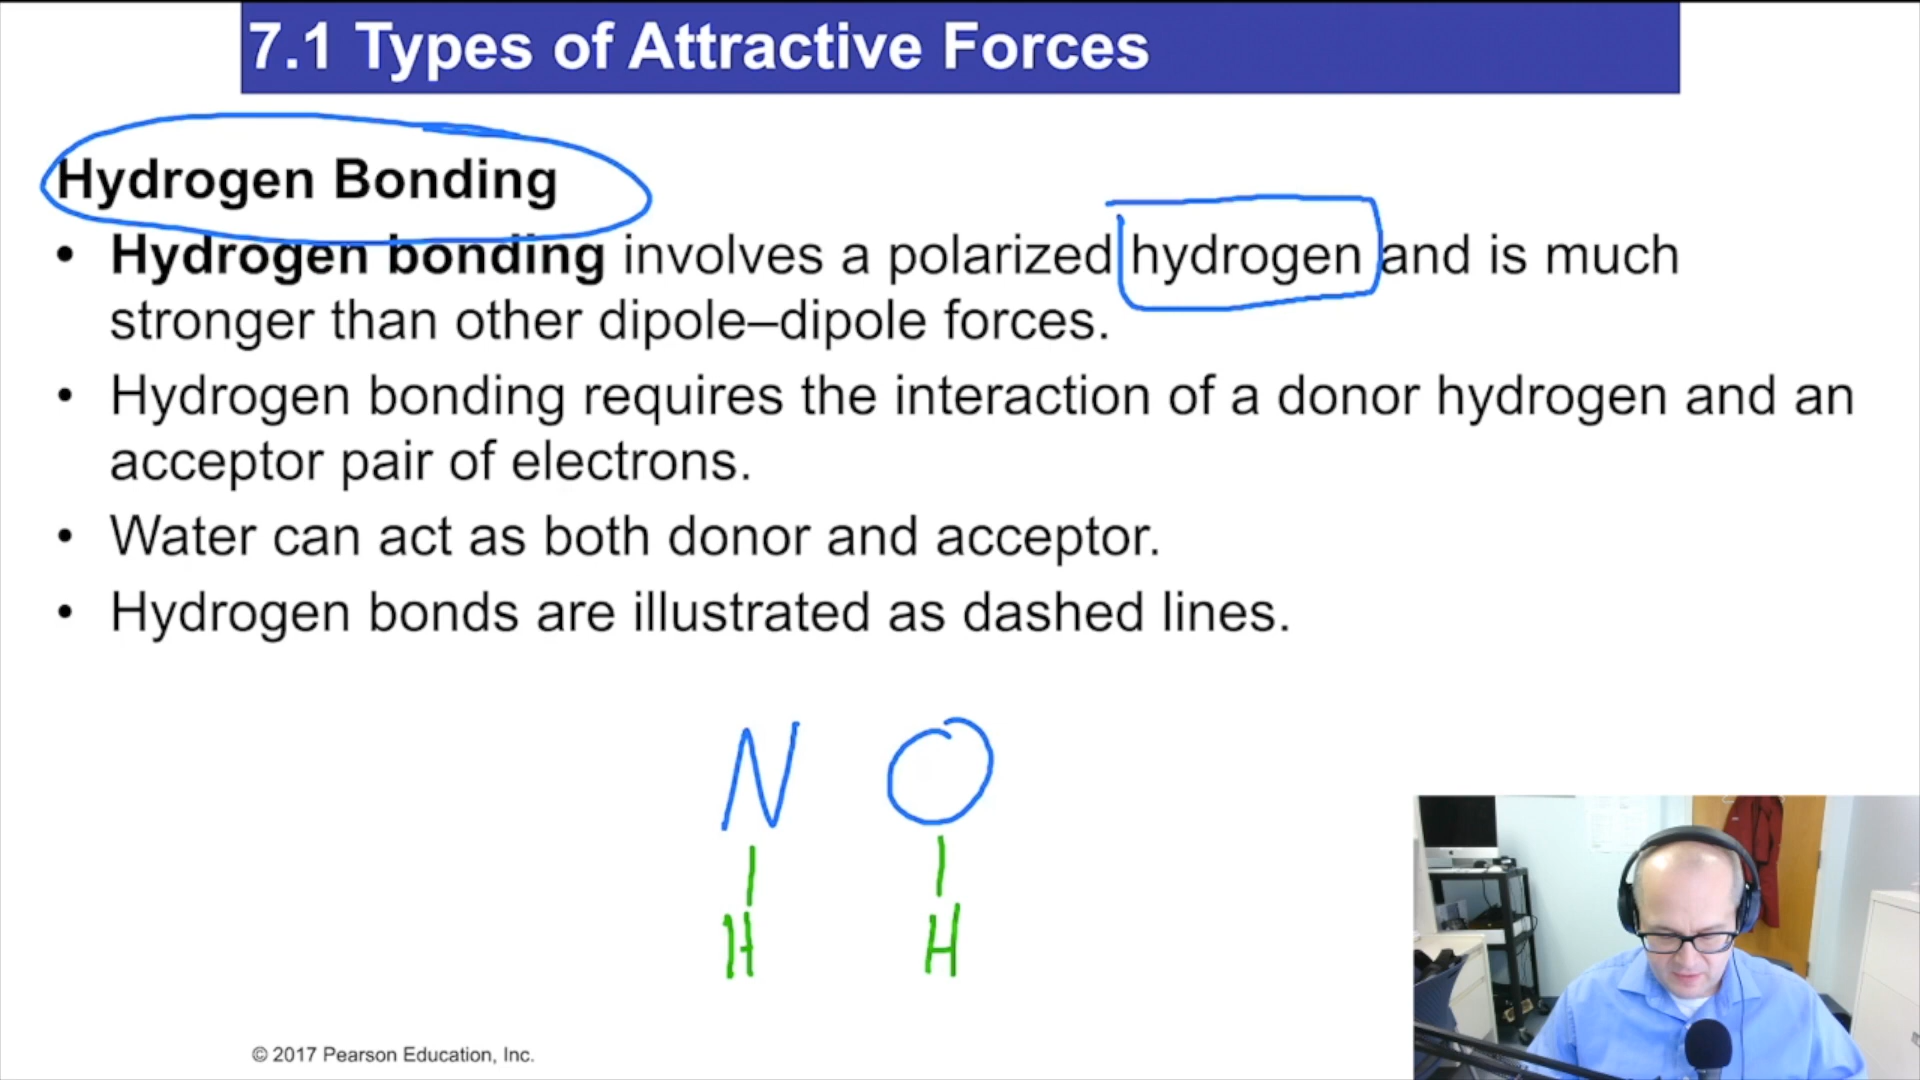 7.1 Types of Attractive Forces
Hydrogen Bonding
• Hydrogen bonding involves a polarized hydrogen and is much
stronger than other dipole–dipole forces.
• Hydrogen bonding requires the interaction of a donor hydrogen and an
acceptor pair of electrons.
• Water can act as both donor and acceptor.
• Hydrogen bonds are illustrated as dashed lines.
N O
H H
© 2017 Pearson Education, Inc.